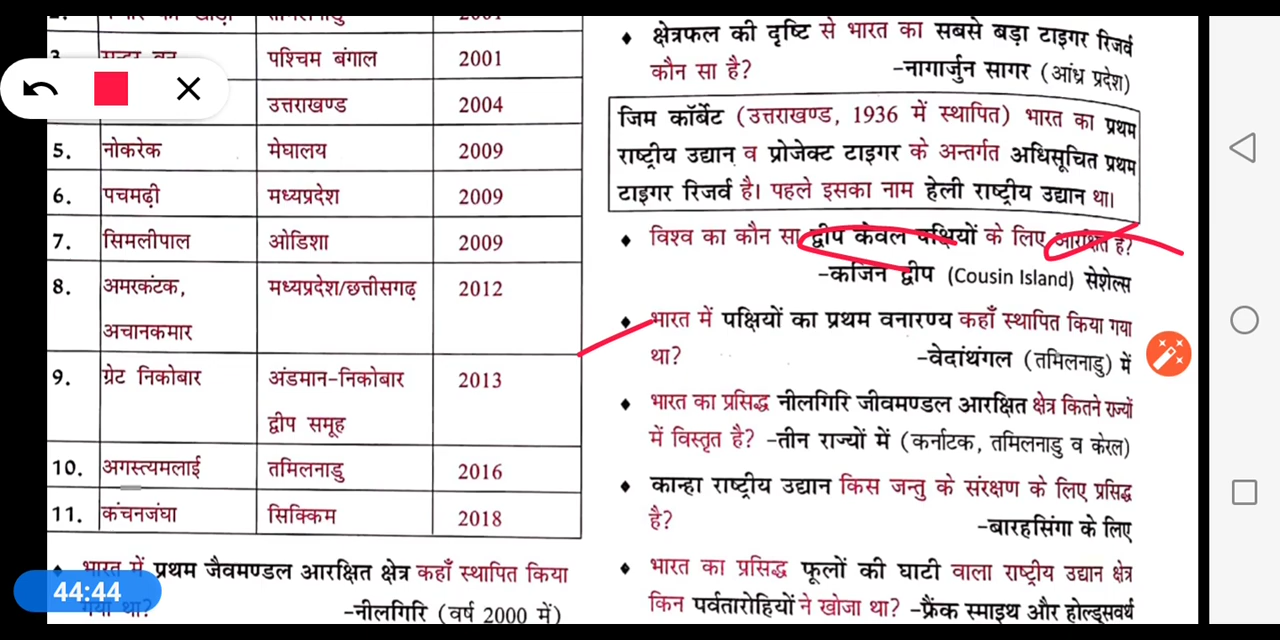 तमिलनाडु
2001
3.
पश्चिम बंगाल
2001
उत्तराखण्ड
2004
5. नोकरेक मेघालय 2009
6. पचमढ़ी मध्यप्रदेश 2009
7. सिमलीपाल ओडिशा 2009
8. अमरकंटक, मध्यप्रदेश/छत्तीसगढ़ 2012
अचानकमार
9. ग्रेट निकोबार अंडमान-निकोबार 2013
द्वीप समूह
10. अगस्त्यमलाई तमिलनाडु 2016
11. कंचनजंघा सिक्किम 2018
♦ भारत में प्रथम जैवमण्डल आरक्षित क्षेत्र कहाँ स्थापित किया
गया था? -नीलगिरि (वर्ष 2000 में)
44:44
♦ क्षेत्रफल की दृष्टि से भारत का सबसे बड़ा टाइगर रिजर्व
कौन सा है? -नागार्जुन सागर (आंध्र प्रदेश)
जिम कॉर्बेट (उत्तराखण्ड, 1936 में स्थापित) भारत का प्रथम
राष्ट्रीय उद्यान व प्रोजेक्ट टाइगर के अन्तर्गत अधिसूचित प्रथम
टाइगर रिजर्व है। पहले इसका नाम हेली राष्ट्रीय उद्यान था।
♦ विश्व का कौन सा द्वीप केवल पक्षियों के लिए आरक्षित है?
-कजिन द्वीप (Cousin Island) सेशेल्स
♦ भारत में पक्षियों का प्रथम वनारण्य कहाँ स्थापित किया गया
था? -वेदांथंगल (तमिलनाडु) में
♦ भारत का प्रसिद्ध नीलगिरि जीवमण्डल आरक्षित क्षेत्र कितने राज्यों
में विस्तृत है? -तीन राज्यों में (कर्नाटक, तमिलनाडु व केरल)
♦ कान्हा राष्ट्रीय उद्यान किस जन्तु के संरक्षण के लिए प्रसिद्ध
है? -बारहसिंगा के लिए
♦ भारत का प्रसिद्ध फूलों की घाटी वाला राष्ट्रीय उद्यान क्षेत्र
किन पर्वतारोहियों ने खोजा था? -फ्रैंक स्माइथ और होल्ड्सवर्थ